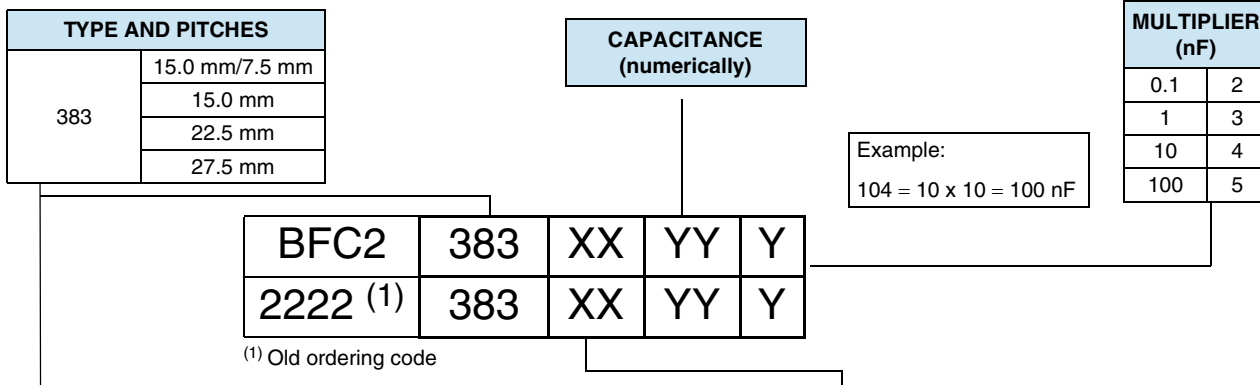 TYPE AND PITCHES
383
15.0 mm/7.5 mm
15.0 mm
22.5 mm
27.5 mm
CAPACITANCE
(numerically)
MULTIPLIER
(nF)
0.1 2
1 3
10 4
100 5
Example:
104 = 10 x 10 = 100 nF
BFC2 383 XX YY Y
2222 (1) 383 XX YY Y
(1) Old ordering code